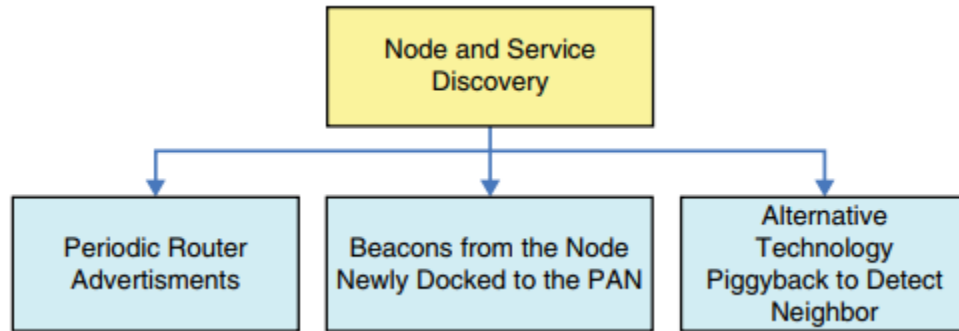 Node and Service
Discovery
Periodic Router
Advertisments
Beacons from the Node
Newly Docked to the PAN
Alternative
Technology
Piggyback to Detect
Neighbor